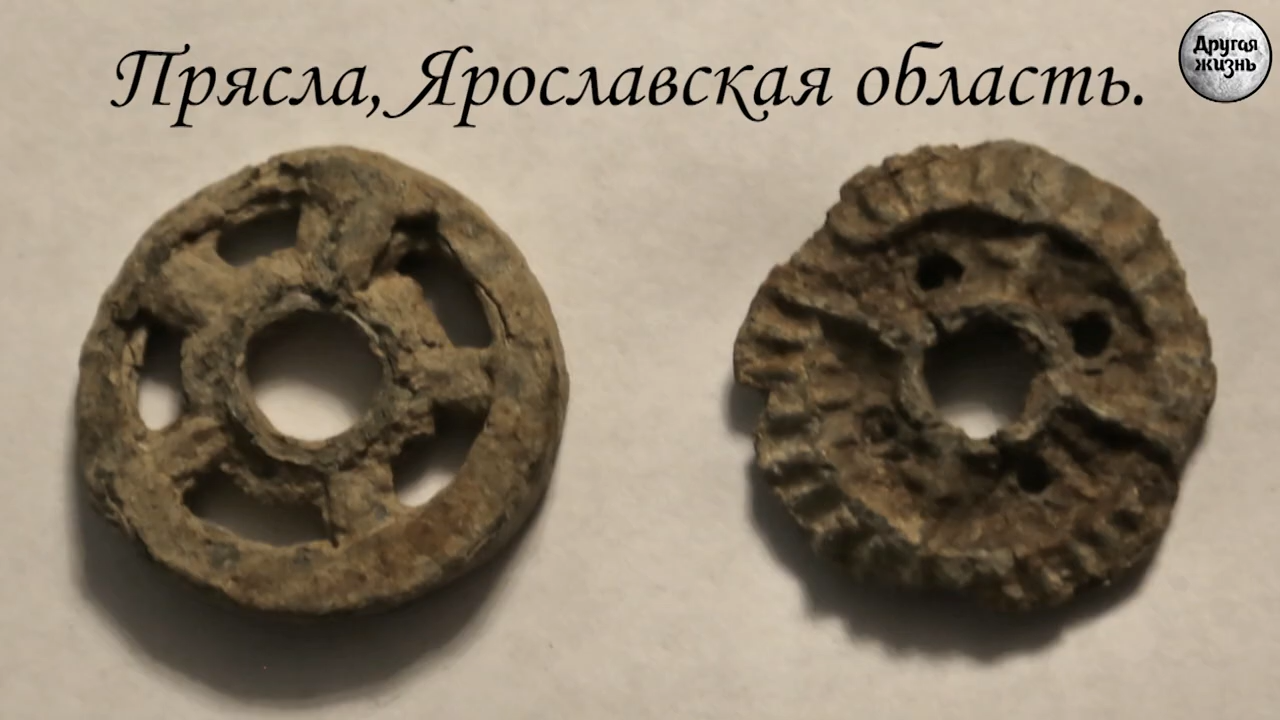 Прясла, Ярославская область.
Другая
жизнь